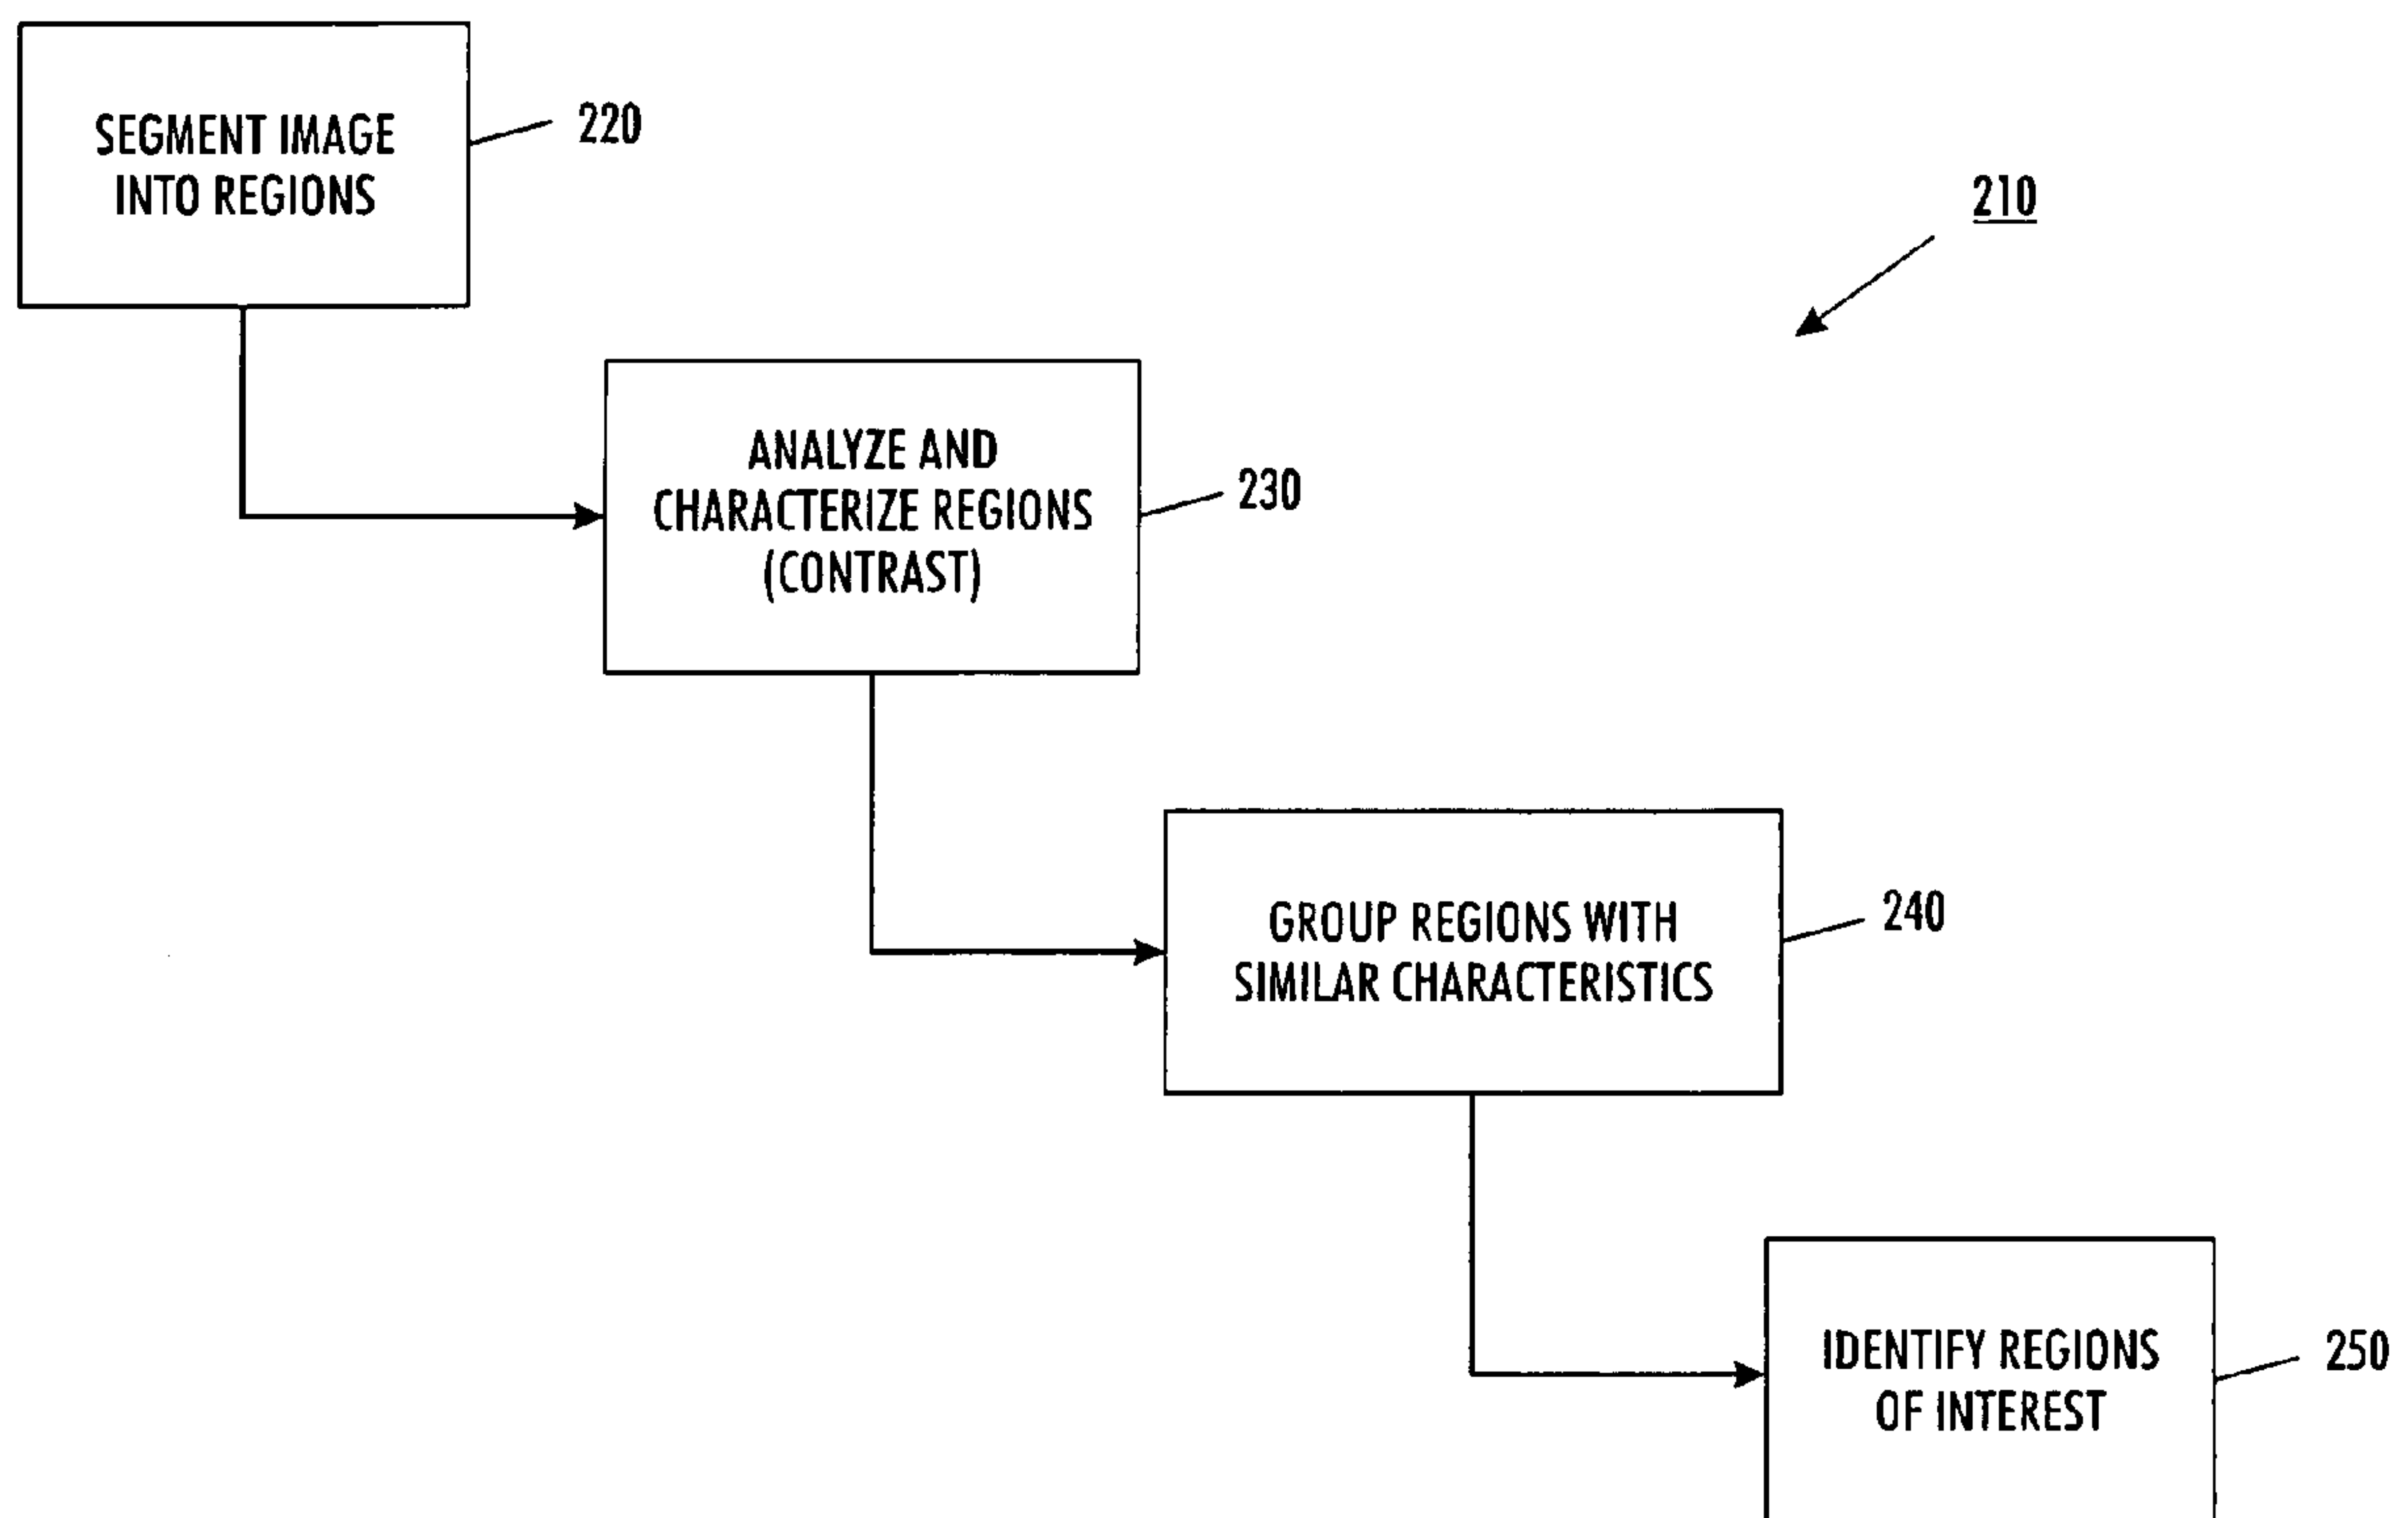 SEGMENT IMAGE
INTO REGIONS
220
210
ANALYZE AND
CHARACTERIZE REGIONS
(CONTRAST)
230
GROUP REGIONS WITH
SIMILAR CHARACTERISTICS
240
IDENTIFY REGIONS
OF INTEREST
250